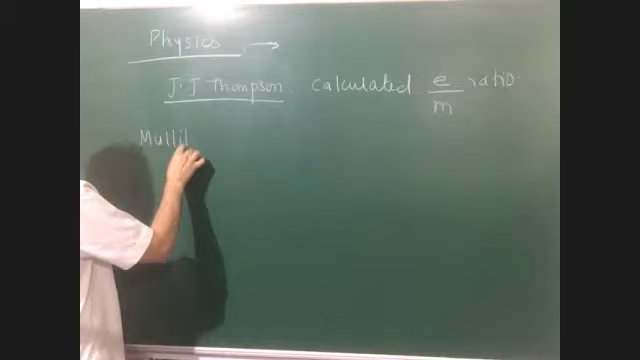 Physics →
J.J Thompson calculated e/m ratio
Mullil